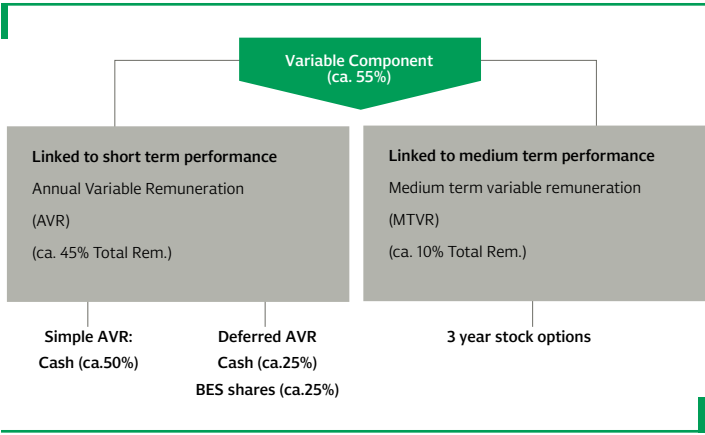 Variable Component
(ca. 55%)
Linked to short term performance
Annual Variable Remuneration
(AVR)
(ca. 45% Total Rem.)
Linked to medium term performance
Medium term variable remuneration
(MTVR)
(ca. 10% Total Rem.)
Simple AVR:
Cash (ca.50%)
Deferred AVR
Cash (ca.25%)
BES shares (ca.25%)
3 year stock options